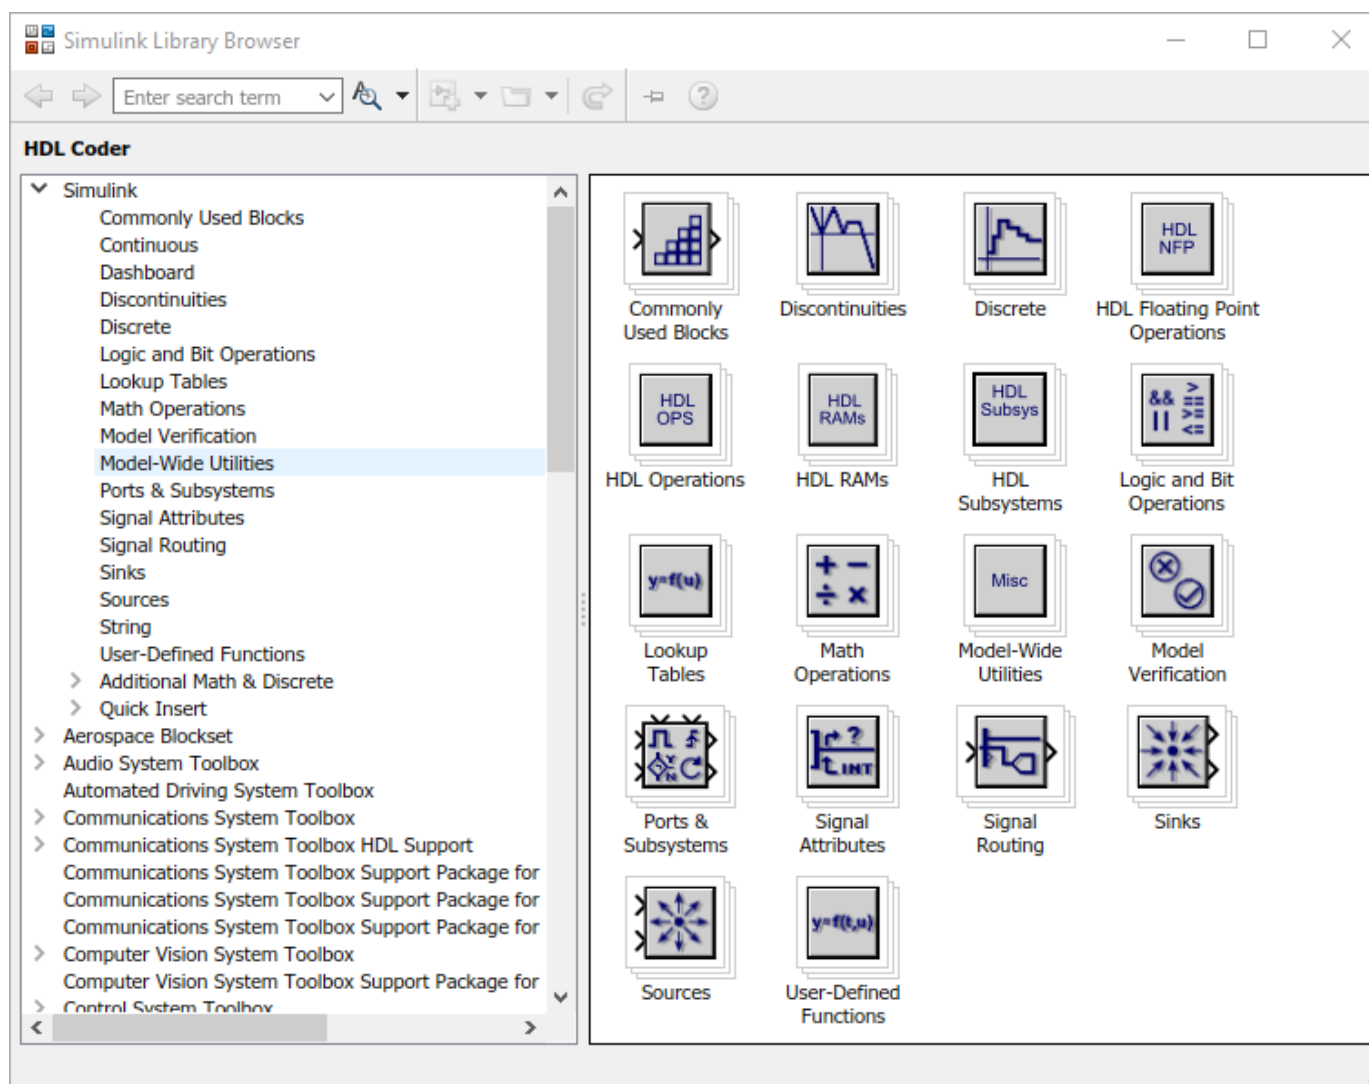 Simulink Library Browser
Enter search term
HDL Coder
Simulink
Commonly Used Blocks
Continuous
Dashboard
Discontinuities
Discrete
Logic and Bit Operations
Lookup Tables
Math Operations
Model Verification
Model-Wide Utilities
Ports & Subsystems
Signal Attributes
Signal Routing
Sinks
Sources
String
User-Defined Functions
Additional Math & Discrete
Quick Insert
Aerospace Blockset
Audio System Toolbox
Automated Driving System Toolbox
Communications System Toolbox
Communications System Toolbox HDL Support
Communications System Toolbox Support Package for
Communications System Toolbox Support Package for
Communications System Toolbox Support Package for
Computer Vision System Toolbox
Computer Vision System Toolbox Support Package for
Control System Toolbox
Commonly
Used Blocks
Discontinuities
Discrete
HDL
NFP
HDL Floating Point
Operations
HDL
OPS
HDL Operations
HDL
RAMs
HDL RAMs
HDL
Subsys
HDL
Subsystems
&& >
==
|| >=
<=
Logic and Bit
Operations
y=f(u)
Lookup
Tables
+ −
÷ ×
Math
Operations
Misc
Model-Wide
Utilities
Model
Verification
Y
N
Ports &
Subsystems
?
INT
Signal
Attributes
Signal
Routing
Sinks
Sources
y=f(t,u)
User-Defined
Functions